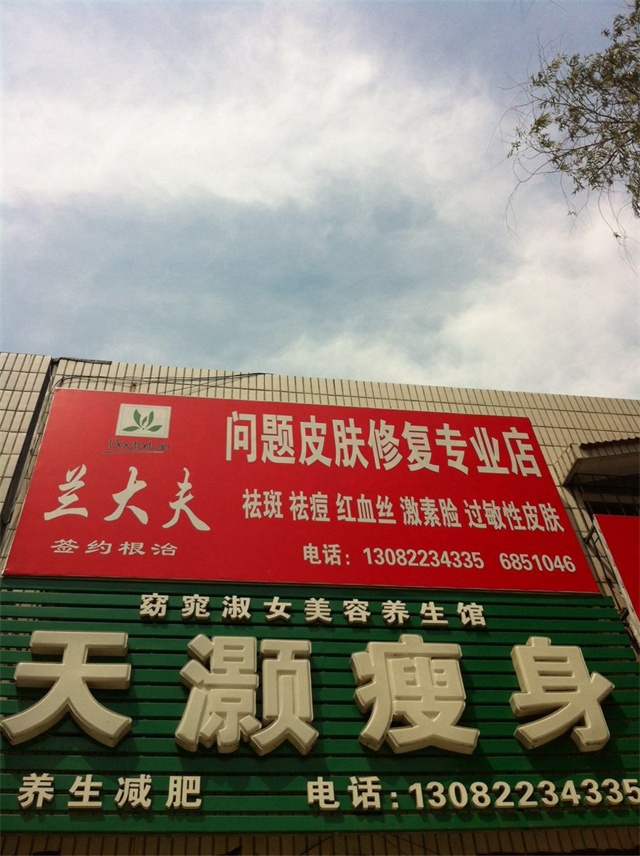 DoctorLan
兰大夫
签约根治
问题皮肤修复专业店
祛斑 祛痘 红血丝 激素脸 过敏性皮肤
电话：13082234335 6851046
窈窕淑女美容养生馆
天灏瘦身
养生减肥 电话：13082234335